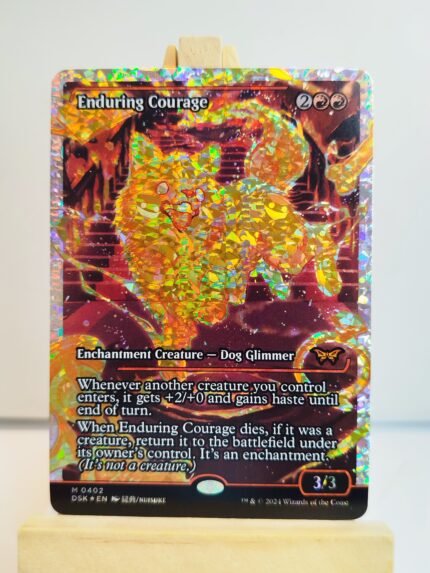 Enduring Courage 2
Enchantment Creature — Dog Glimmer
Whenever another creature you control
enters, it gets +2/+0 and gains haste until
end of turn.
When Enduring Courage dies, if it was a
creature, return it to the battlefield under
its owner's control. It's an enchantment.
(It's not a creature.)
3/3
M 0402
DSK ★ EN
™ & © 2024 Wizards of the Coast